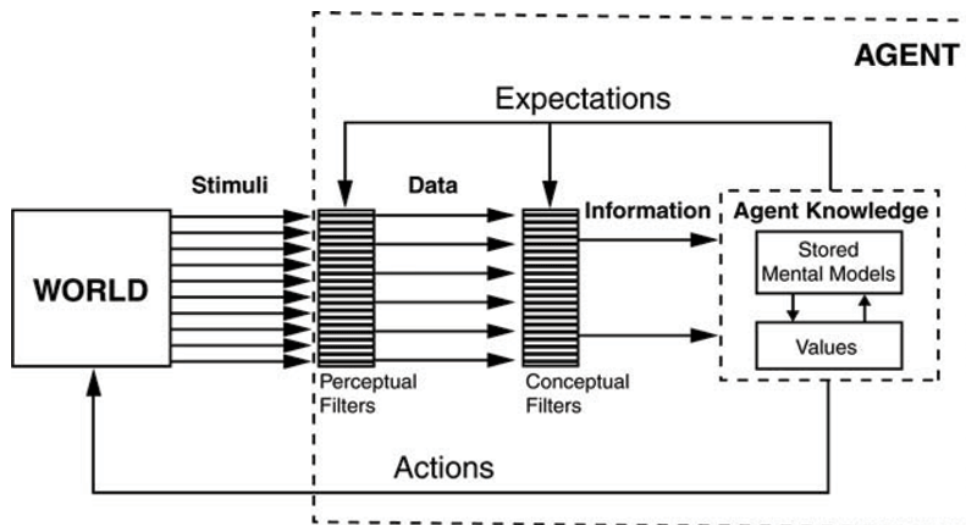 AGENT
Expectations
Stimuli
Data
Information
Agent Knowledge
WORLD
Stored
Mental Models
Values
Perceptual
Filters
Conceptual
Filters
Actions